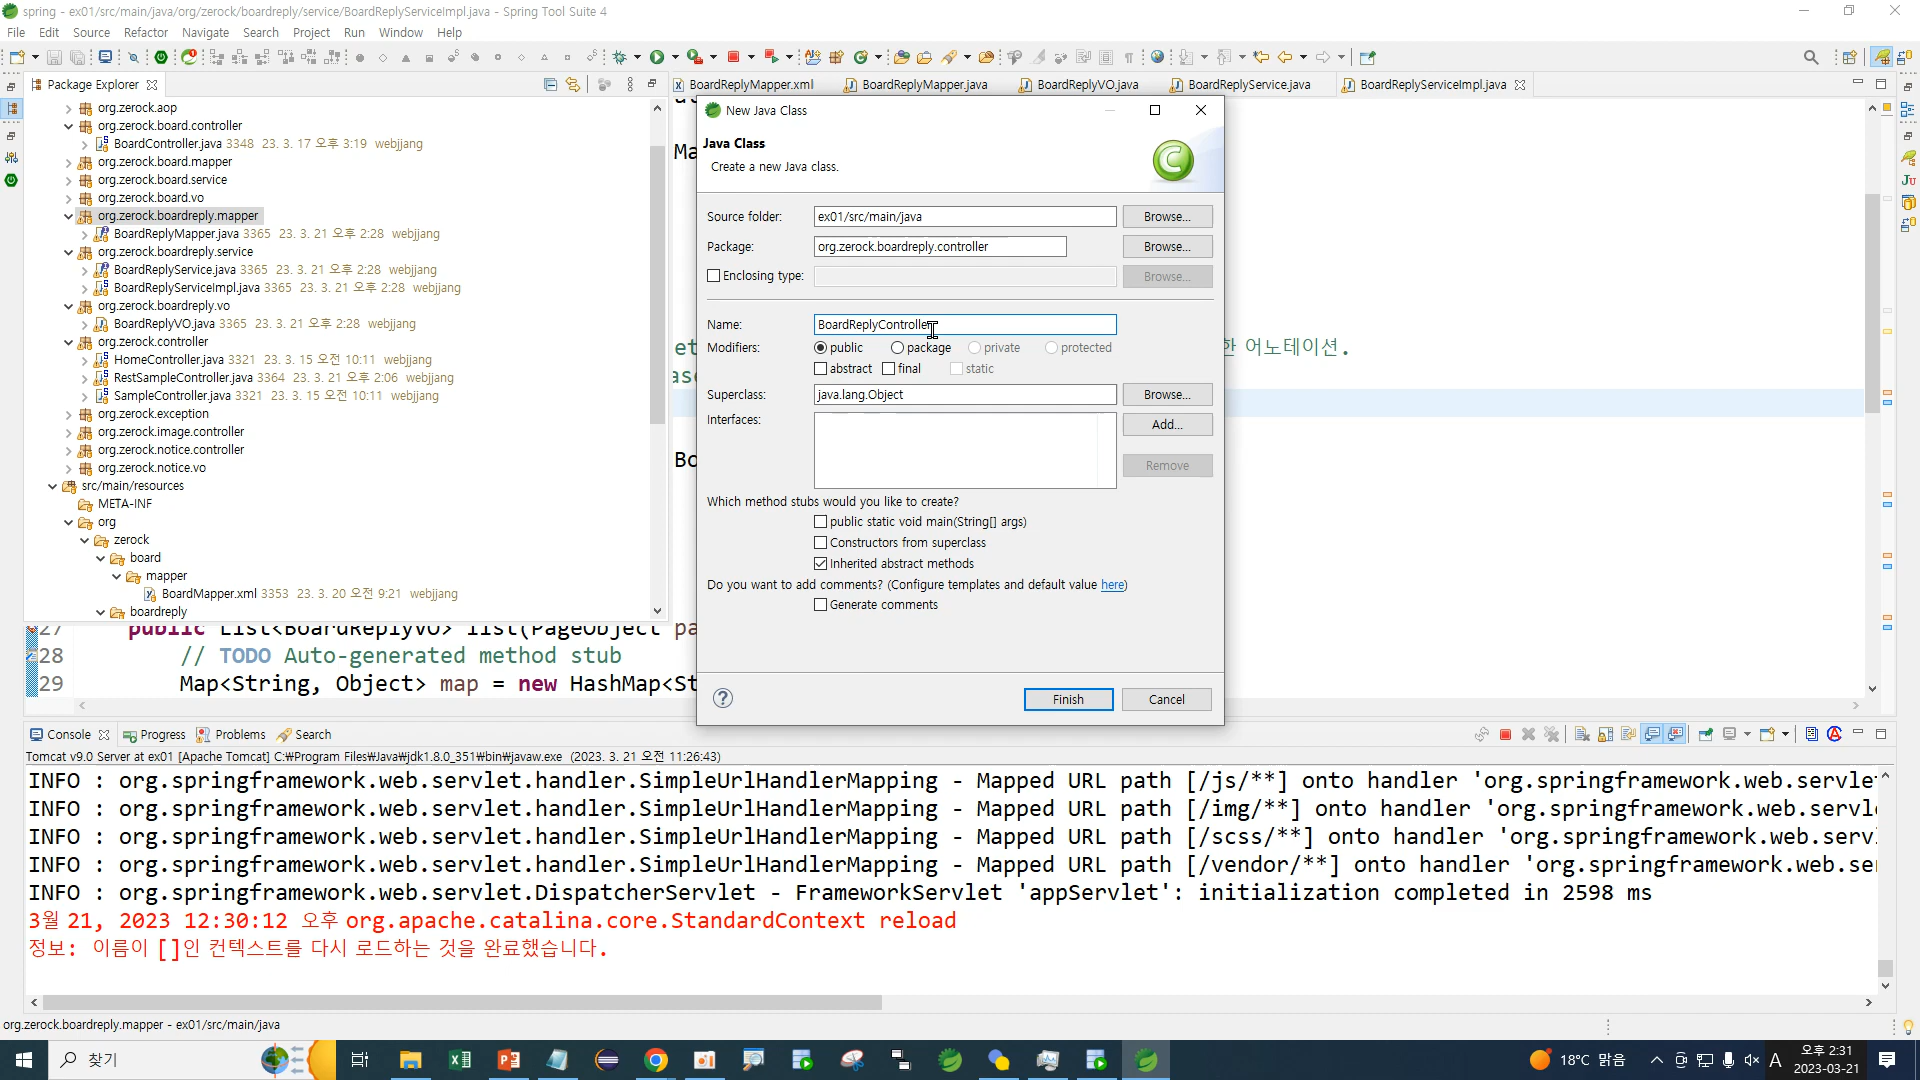 spring - ex01/src/main/java/org/zerock/boardreply/service/BoardReplyServiceImpl.java - Spring Tool Suite 4
File Edit Source Refactor Navigate Search Project Run Window Help
Package Explorer
BoardReplyMapper.xml BoardReplyMapper.java BoardReplyVO.java BoardReplyService.java BoardReplyServiceImpl.java
org.zerock.aop
org.zerock.board.controller
BoardController.java 3348 23. 3. 17 오후 3:19 webjjang
org.zerock.board.mapper
org.zerock.board.service
org.zerock.board.vo
org.zerock.boardreply.mapper
BoardReplyMapper.java 3365 23. 3. 21 오후 2:28 webjjang
org.zerock.boardreply.service
BoardReplyService.java 3365 23. 3. 21 오후 2:28 webjjang
BoardReplyServiceImpl.java 3365 23. 3. 21 오후 2:28 webjjang
org.zerock.boardreply.vo
BoardReplyVO.java 3365 23. 3. 21 오후 2:28 webjjang
org.zerock.controller
HomeController.java 3321 23. 3. 15 오전 10:11 webjjang
RestSampleController.java 3364 23. 3. 21 오후 2:06 webjjang
SampleController.java 3321 23. 3. 15 오전 10:11 webjjang
org.zerock.exception
org.zerock.image.controller
org.zerock.notice.controller
org.zerock.notice.vo
src/main/resources
META-INF
org
zerock
board
mapper
BoardMapper.xml 3353 23. 3. 20 오전 9:21 webjjang
boardreply
Ma
et
한 어노테이션.
ase
Bo
New Java Class
Java Class
Create a new Java class.
Source folder: ex01/src/main/java Browse...
Package: org.zerock.boardreply.controller Browse...
Enclosing type: Browse...
Name: BoardReplyController
Modifiers: public package private protected
abstract final static
Superclass: java.lang.Object Browse...
Interfaces: Add...
Remove
Which method stubs would you like to create?
public static void main(String[] args)
Constructors from superclass
Inherited abstract methods
Do you want to add comments? (Configure templates and default value here)
Generate comments
Finish Cancel
27 public List<BoardReplyVO> list(PageObject pa
28 // TODO Auto-generated method stub
29 Map<String, Object> map = new HashMap<St
Console Progress Problems Search
Tomcat v9.0 Server at ex01 [Apache Tomcat] C:₩Program Files₩Java₩jdk1.8.0_351₩bin₩javaw.exe (2023. 3. 21 오전 11:26:43)
INFO : org.springframework.web.servlet.handler.SimpleUrlHandlerMapping - Mapped URL path [/js/**] onto handler 'org.springframework.web.servle
INFO : org.springframework.web.servlet.handler.SimpleUrlHandlerMapping - Mapped URL path [/img/**] onto handler 'org.springframework.web.servl
INFO : org.springframework.web.servlet.handler.SimpleUrlHandlerMapping - Mapped URL path [/scss/**] onto handler 'org.springframework.web.serv
INFO : org.springframework.web.servlet.handler.SimpleUrlHandlerMapping - Mapped URL path [/vendor/**] onto handler 'org.springframework.web.se
INFO : org.springframework.web.servlet.DispatcherServlet - FrameworkServlet 'appServlet': initialization completed in 2598 ms
3월 21, 2023 12:30:12 오후 org.apache.catalina.core.StandardContext reload
정보: 이름이 []인 컨텍스트를 다시 로드하는 것을 완료했습니다.
org.zerock.boardreply.mapper - ex01/src/main/java
찾기
18°C 맑음
A
오후 2:31
2023-03-21